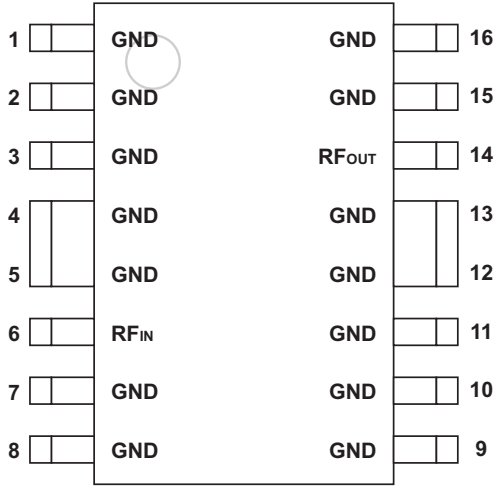 1 GND GND 16
2 GND GND 15
3 GND RFOUT 14
4 GND GND 13
5 GND GND 12
6 RFIN GND 11
7 GND GND 10
8 GND GND 9